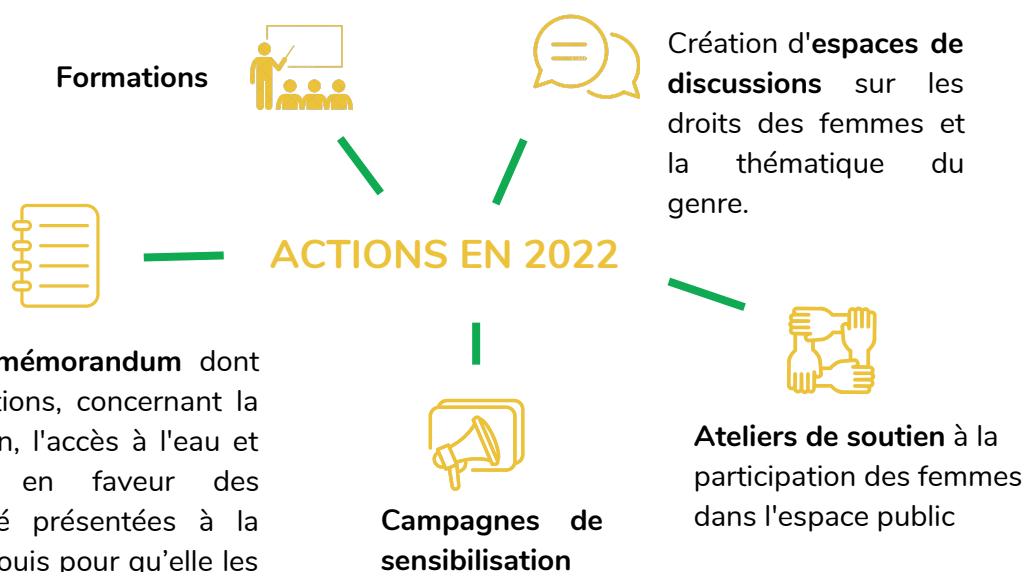 Formations
Création d'espaces de
discussions sur les
droits des femmes et
la thématique du
genre.
ACTIONS EN 2022
mémorandum dont
concernant la
l'accès à l'eau et
en faveur des
présentées à la
pour qu'elle les
Campagnes de
sensibilisation
Ateliers de soutien à la
participation des femmes
dans l'espace public